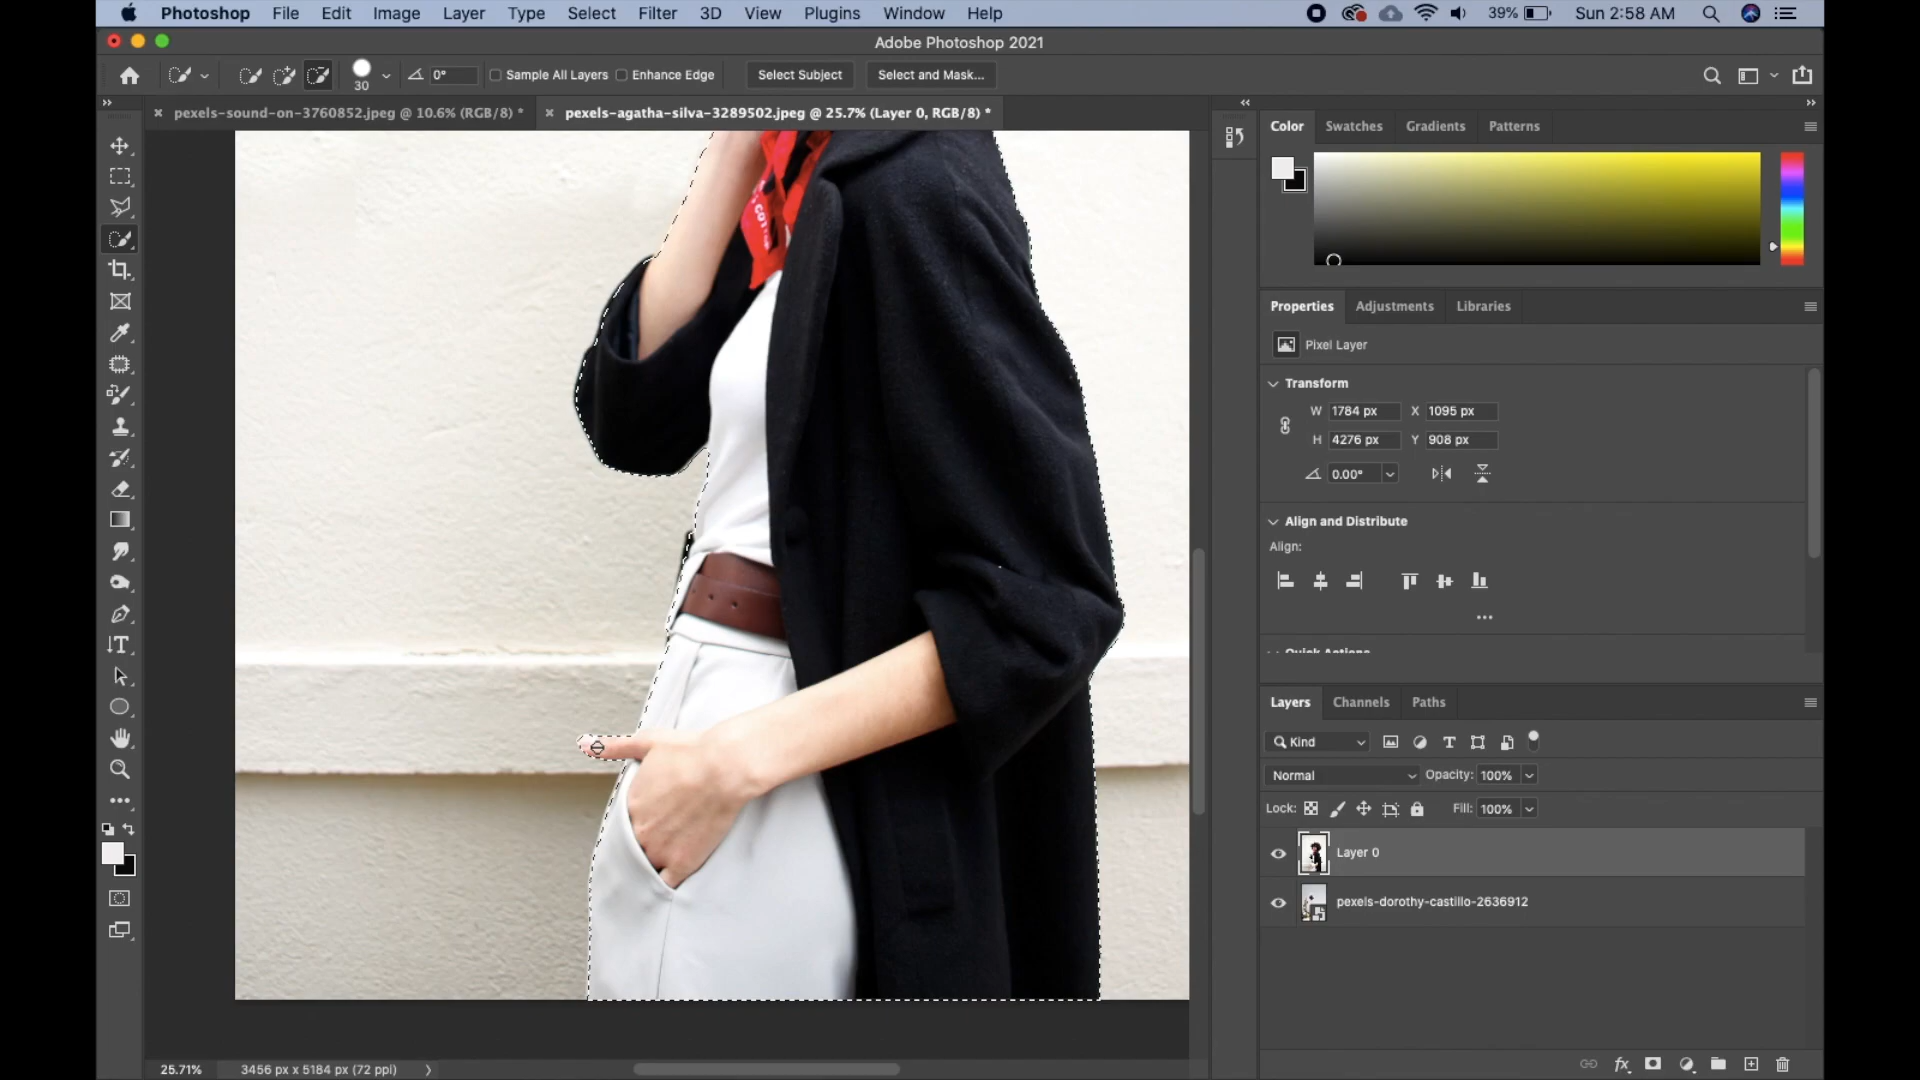 Photoshop File Edit Image Layer Type Select Filter 3D View Plugins Window Help 39% Sun 2:58 AM
Adobe Photoshop 2021
30 0° Sample All Layers Enhance Edge Select Subject Select and Mask...
pexels-sound-on-3760852.jpeg @ 10.6% (RGB/8) * pexels-agatha-silva-3289502.jpeg @ 25.7% (Layer 0, RGB/8) *
Color Swatches Gradients Patterns
Properties Adjustments Libraries
Pixel Layer
Transform
W 1784 px X 1095 px
H 4276 px Y 908 px
0.00°
Align and Distribute
Align:
Quick Actions
Layers Channels Paths
Kind
Normal Opacity: 100%
Lock: Fill: 100%
Layer 0
pexels-dorothy-castillo-2636912
25.71% 3456 px x 5184 px (72 ppi)